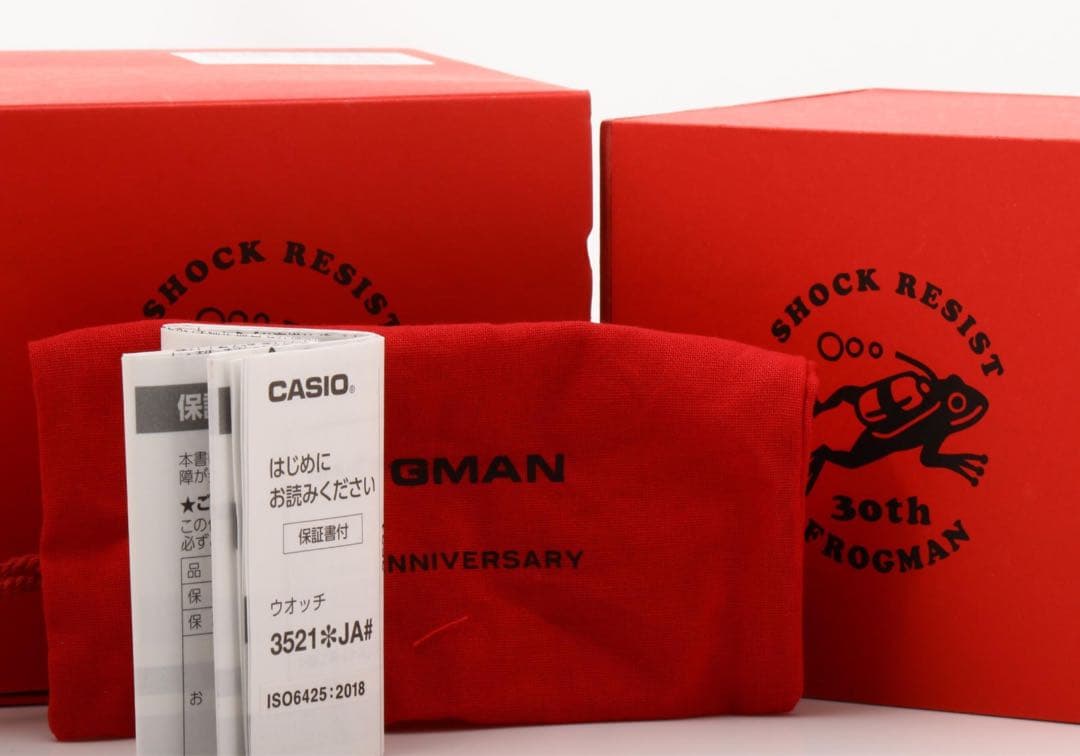 SHOCK RESIST
SHOCK RESIST
30th
FROGMAN
GMAN
NNIVERSARY
CASIO®
はじめに
お読みください
保証書付
ウオッチ
3521✻JA#
ISO6425:2018
保
本書
障が
★ご
この
必ず
品
保
保
お